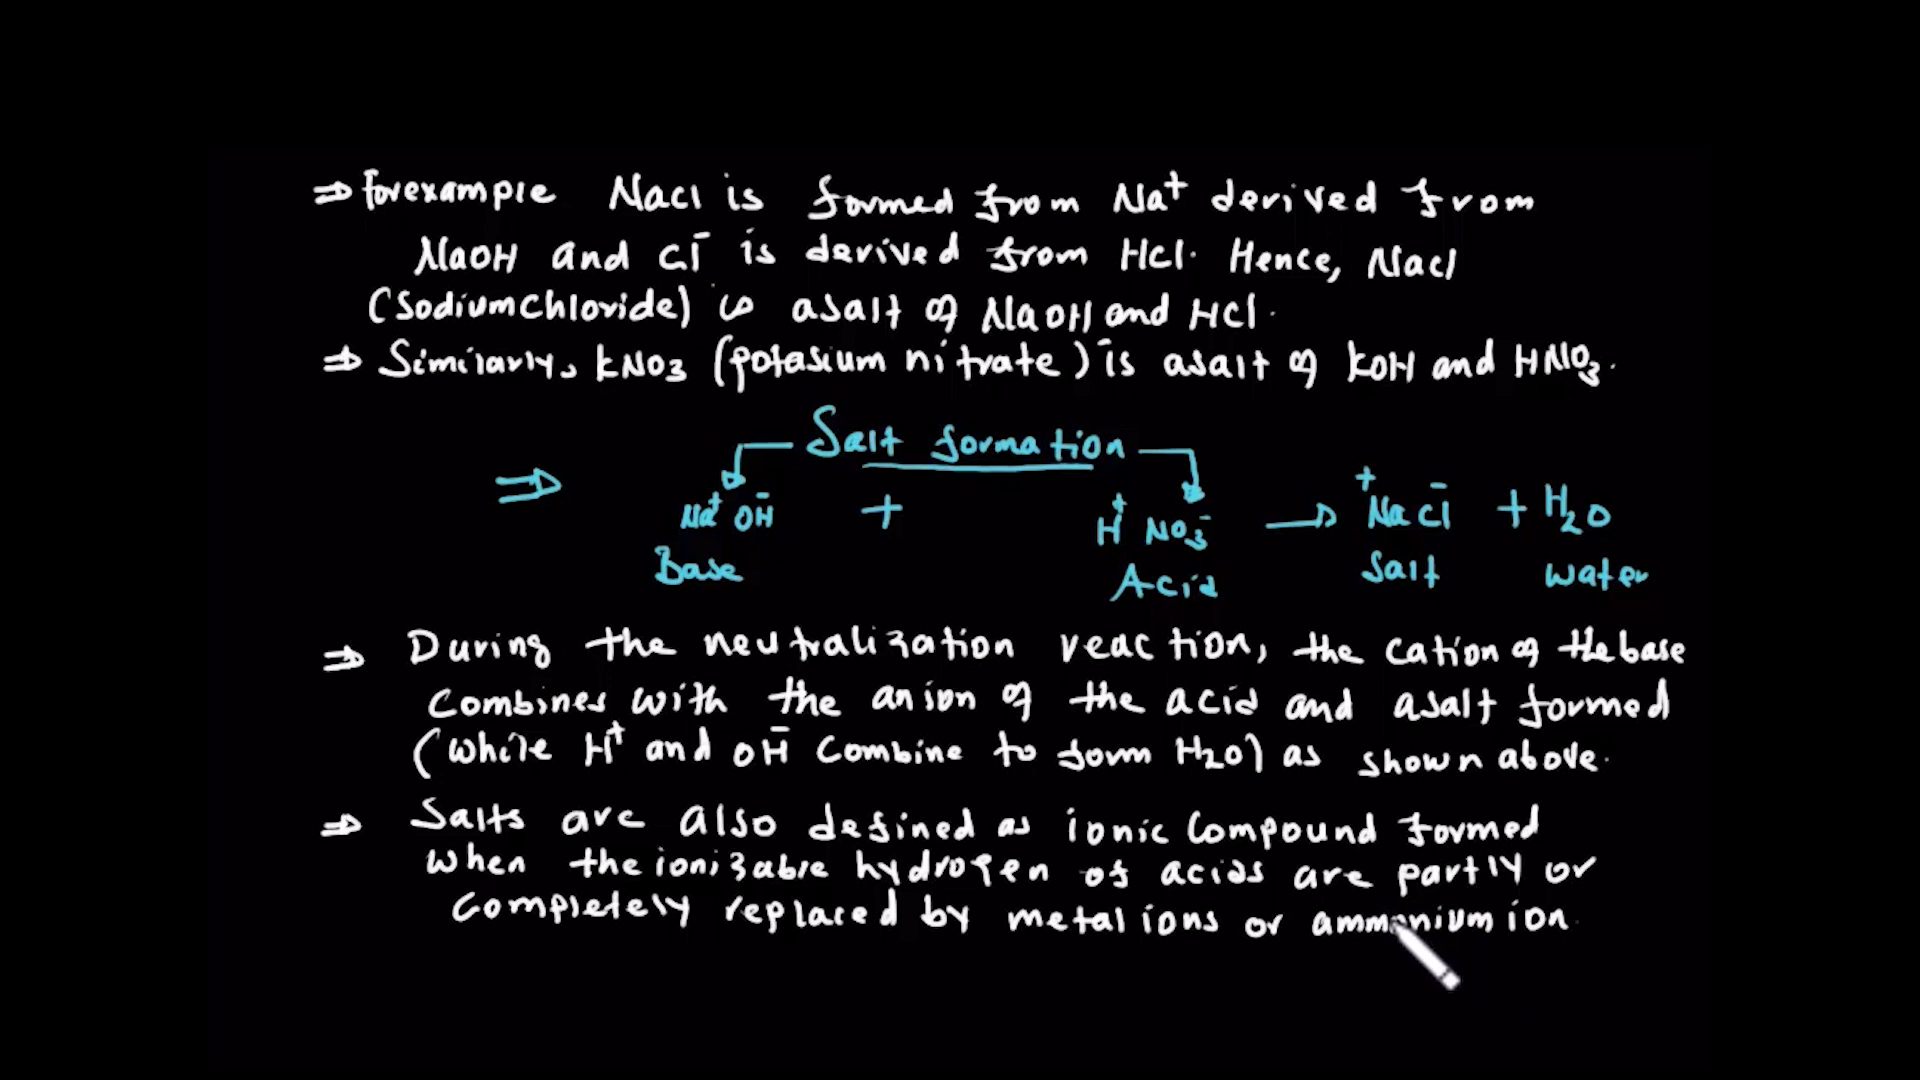 ⇒ Forexample NaCl is formed from Na⁺ derived from
NaOH and Cl⁻ is derived from HCl. Hence, NaCl
(Sodiumchloride) is asalt of NaOH and HCl.
⇒ Similarly, KNO3 (potasium nitrate) is asalt of KOH and HNO₃.
Salt formation
⇒ Na⁺ OH⁻ + H⁺ NO₃⁻ → ⁺NaCl⁻ + H₂O
Base Acid Salt Water
⇒ During the neutralization reaction, the cation of thebase
combines with the anion of the acid and asalt formed
(while H⁺ and OH⁻ combine to form H₂O) as shown above.
⇒ Salts are also defined as ionic compound formed
when the ionizable hydrogen of acids are partly or
completely replaced by metal ions or ammonium ion.